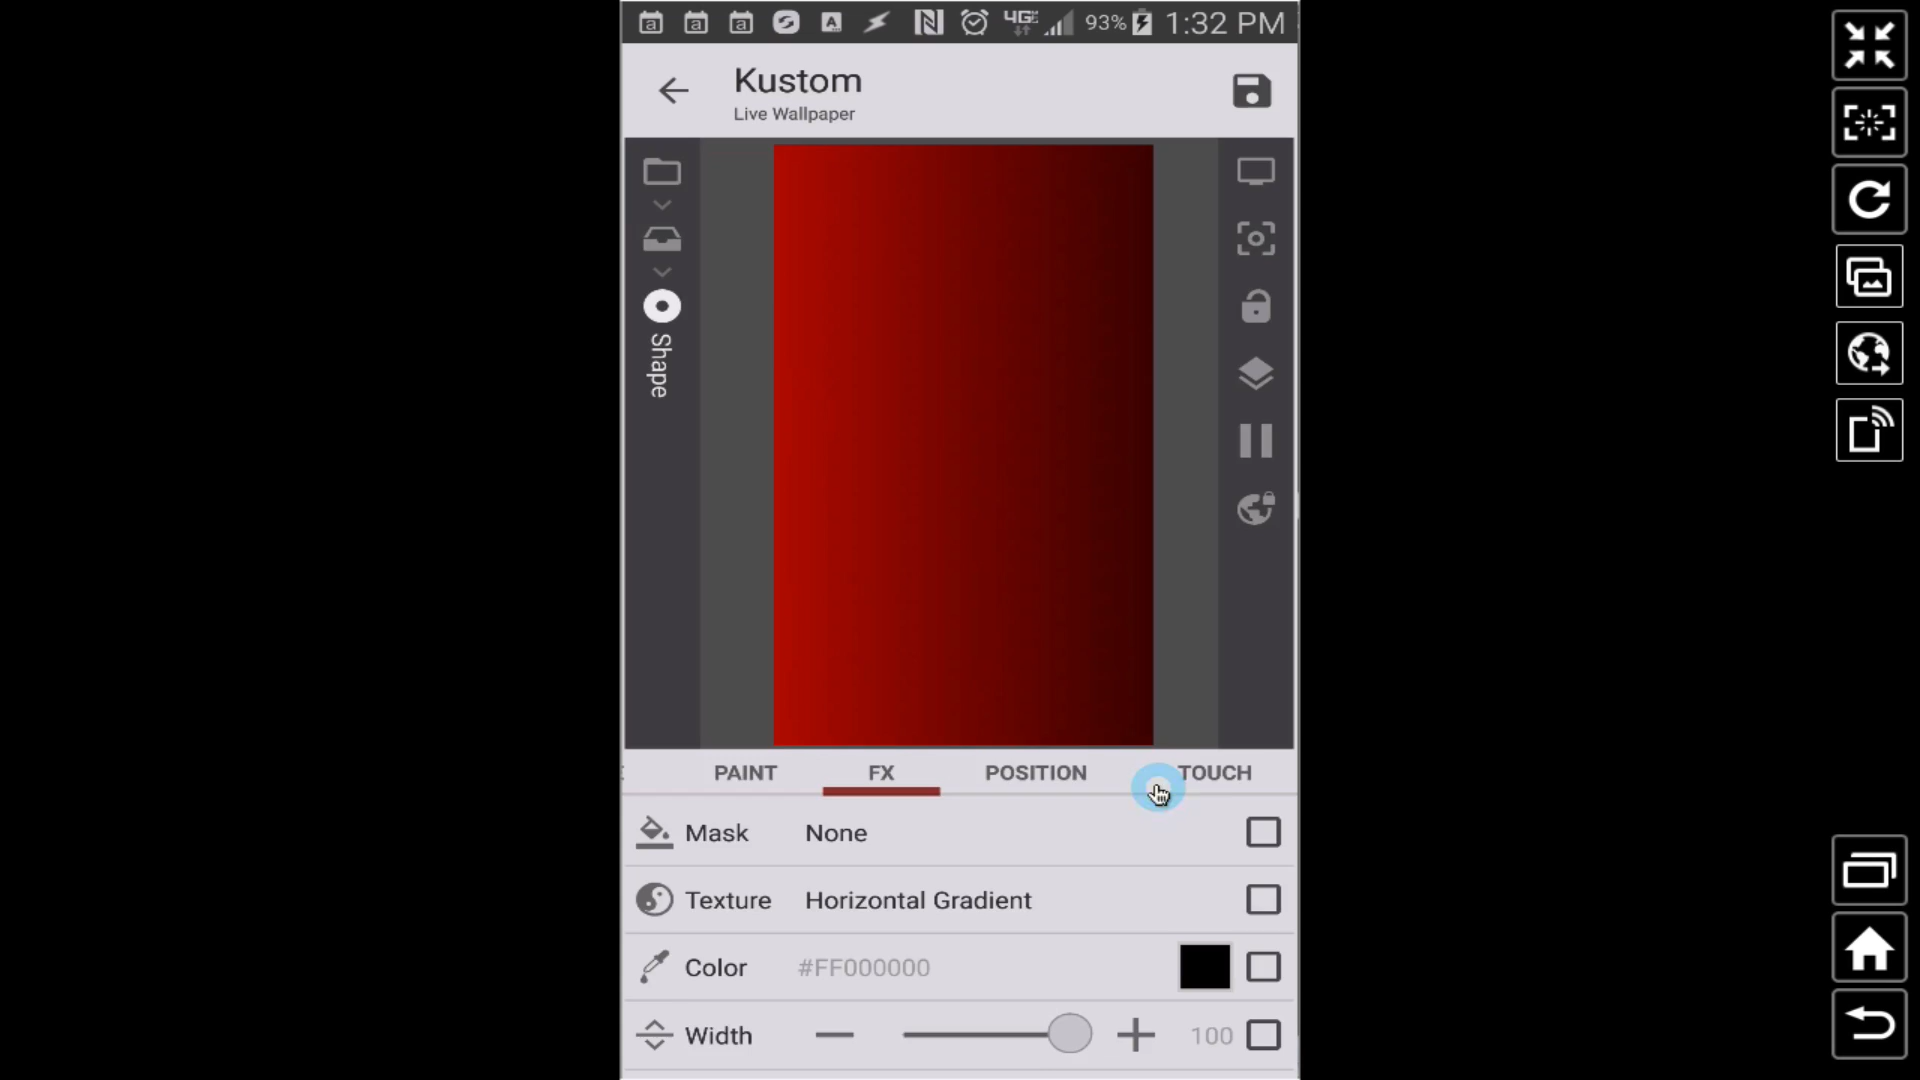 93% 1:32 PM
Kustom
Live Wallpaper
Shape
PAINT FX POSITION TOUCH
Mask None
Texture Horizontal Gradient
Color #FF000000
Width 100